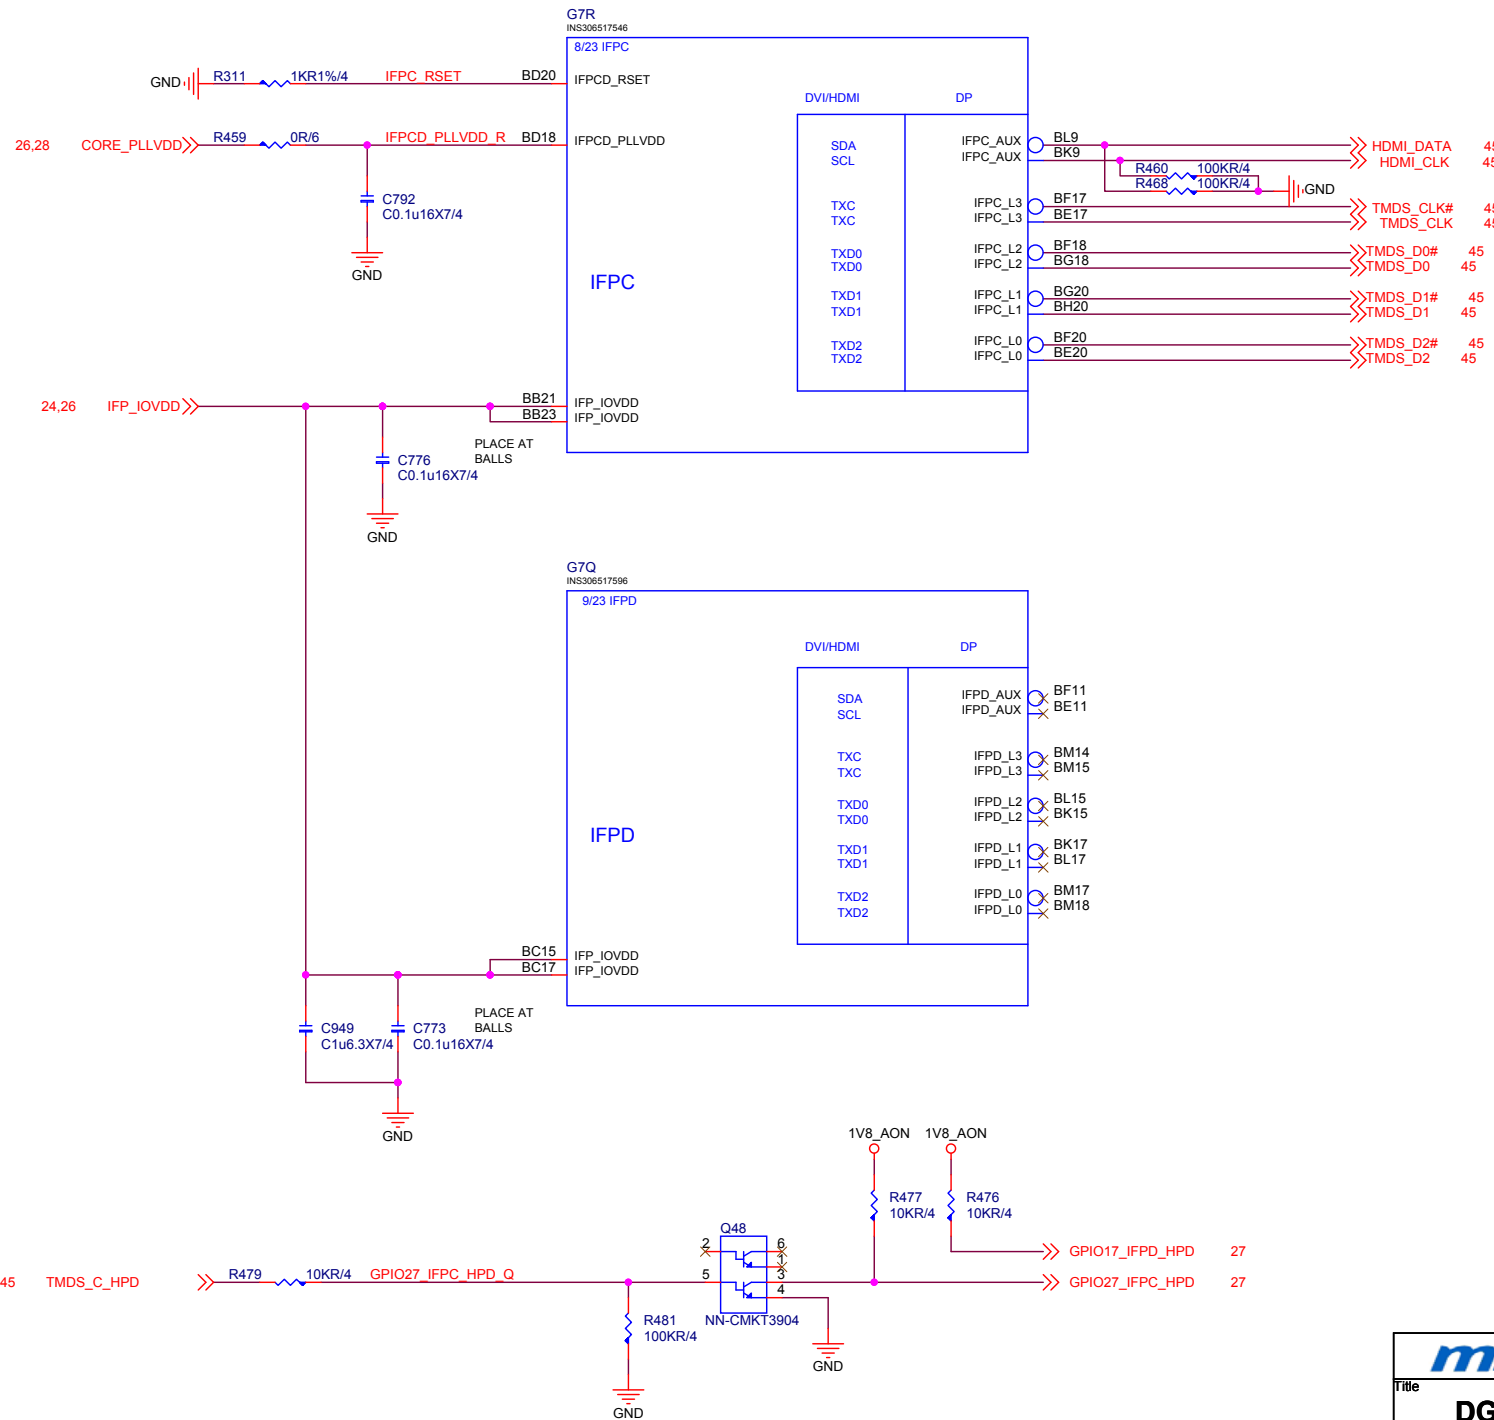 G7R
INS306517546
8/23 IFPC
GND R311 1KR1%/4 IFPC_RSET BD20 IFPCD_RSET
DVI/HDMI DP
26,28 CORE_PLLVDD R459 0R/6 IFPCD_PLLVDD_R BD18 IFPCD_PLLVDD
SDA IFPC_AUX BL9 HDMI_DATA 45
SCL IFPC_AUX BK9 HDMI_CLK 45
R460 100KR/4
R468 100KR/4 GND
C792
C0.1u16X7/4
GND
TXC IFPC_L3 BF17 TMDS_CLK# 45
TXC IFPC_L3 BE17 TMDS_CLK 45
TXD0 IFPC_L2 BF18 TMDS_D0# 45
TXD0 IFPC_L2 BG18 TMDS_D0 45
IFPC
TXD1 IFPC_L1 BG20 TMDS_D1# 45
TXD1 IFPC_L1 BH20 TMDS_D1 45
TXD2 IFPC_L0 BF20 TMDS_D2# 45
TXD2 IFPC_L0 BE20 TMDS_D2 45
24,26 IFP_IOVDD BB21 IFP_IOVDD
BB23 IFP_IOVDD
PLACE AT
BALLS
C776
C0.1u16X7/4
GND
G7Q
INS306517596
9/23 IFPD
DVI/HDMI DP
SDA IFPD_AUX BF11
SCL IFPD_AUX BE11
TXC IFPD_L3 BM14
TXC IFPD_L3 BM15
TXD0 IFPD_L2 BL15
TXD0 IFPD_L2 BK15
IFPD
TXD1 IFPD_L1 BK17
TXD1 IFPD_L1 BL17
TXD2 IFPD_L0 BM17
TXD2 IFPD_L0 BM18
BC15 IFP_IOVDD
BC17 IFP_IOVDD
PLACE AT
BALLS
C949
C1u6.3X7/4
C773
C0.1u16X7/4
GND
1V8_AON 1V8_AON
R477
10KR/4
R476
10KR/4
Q48
2 6
1
5 3
4
NN-CMKT3904
GPIO17_IFPD_HPD 27
45 TMDS_C_HPD R479 10KR/4 GPIO27_IFPC_HPD_Q
GPIO27_IFPC_HPD 27
R481
100KR/4
GND
GND
Title
DG